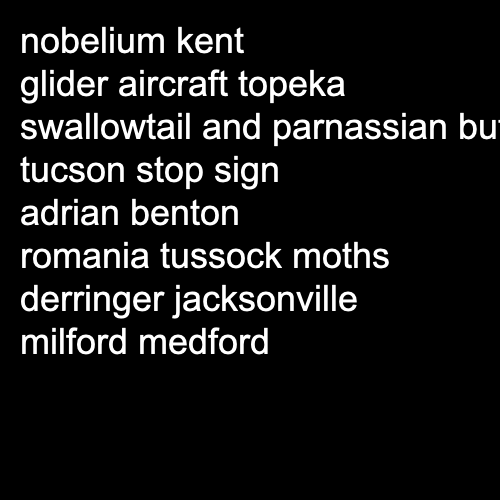 nobelium kent
glider aircraft topeka
swallowtail and parnassian
tucson stop sign
adrian benton
romania tussock moths
derringer jacksonville
milford medford